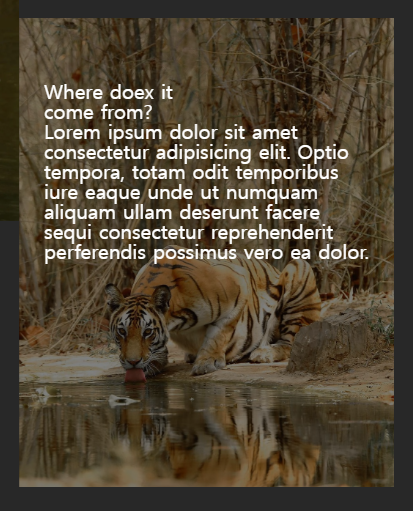 Where doex it
come from?
Lorem ipsum dolor sit amet
consectetur adipisicing elit. Optio
tempora, totam odit temporibus
iure eaque unde ut numquam
aliquam ullam deserunt facere
sequi consectetur reprehenderit
perferendis possimus vero ea dolor.